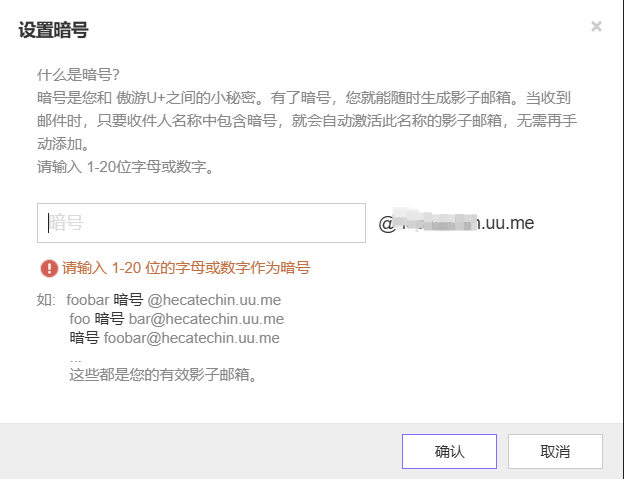 设置暗号
×
什么是暗号?
暗号是您和 傲游U+之间的小秘密。有了暗号，您就能随时生成影子邮箱。当收到
邮件时，只要收件人名称中包含暗号，就会自动激活此名称的影子邮箱，无需再手
动添加。
请输入 1-20位字母或数字。
暗号 @ .uu.me
请输入 1-20 位的字母或数字作为暗号
如: foobar 暗号 @hecatechin.uu.me
foo 暗号 bar@hecatechin.uu.me
暗号 foobar@hecatechin.uu.me
...
这些都是您的有效影子邮箱。
确认 取消